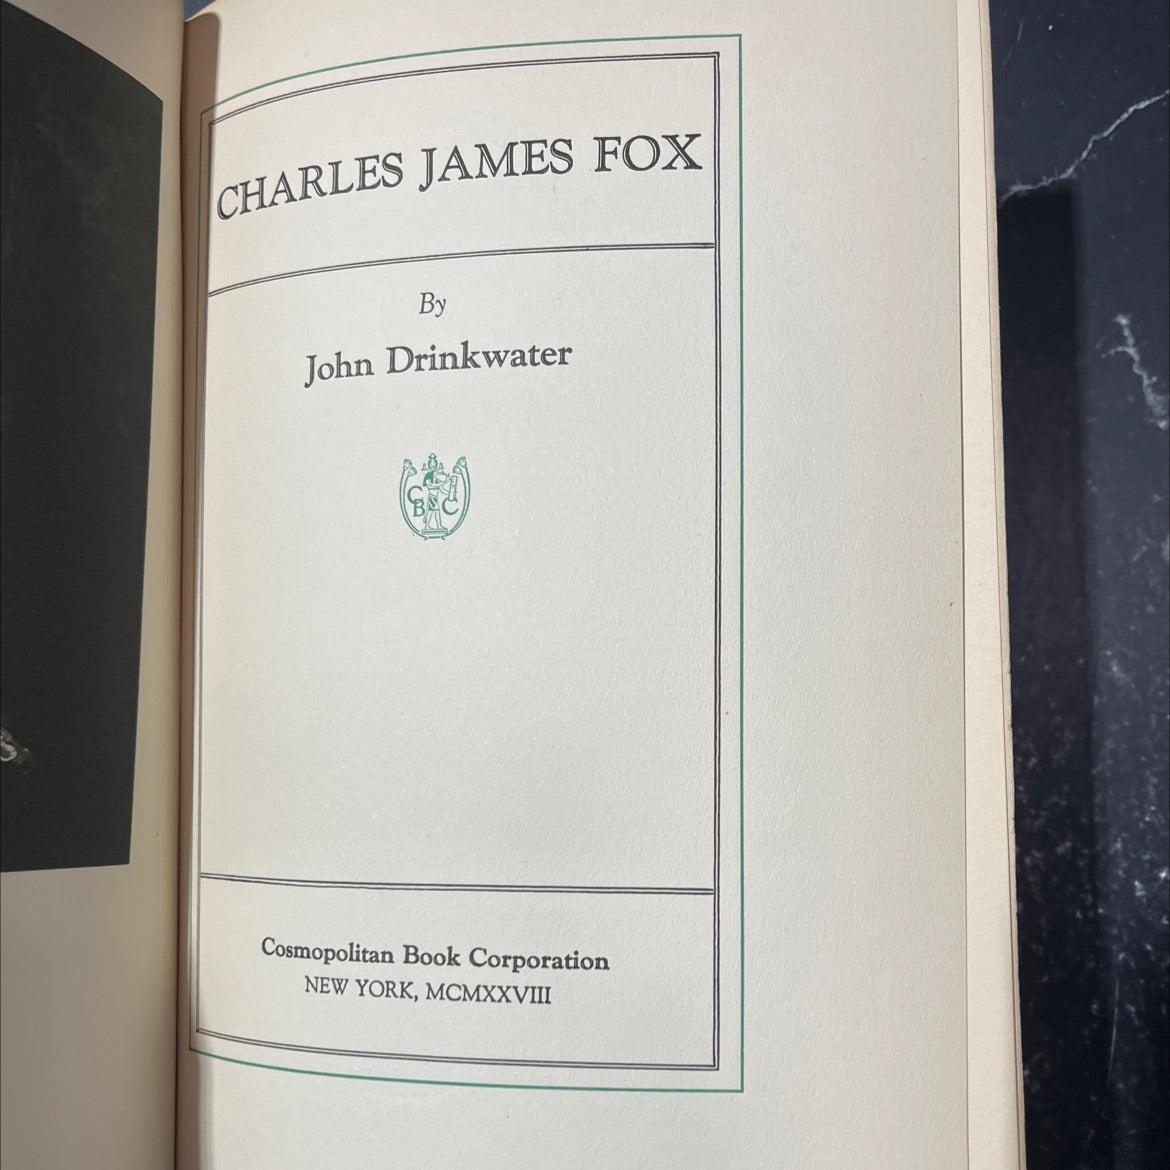 CHARLES JAMES FOX
By
John Drinkwater
C
B C
Cosmopolitan Book Corporation
NEW YORK, MCMXXVIII